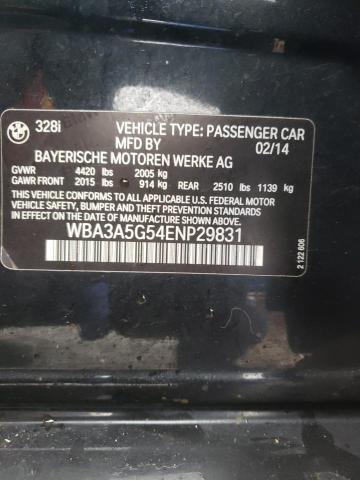 BMW
328i VEHICLE TYPE: PASSENGER CAR
MFD BY 02/14
BAYERISCHE MOTOREN WERKE AG
GVWR 4420 lbs 2005 kg
GAWR FRONT 2015 lbs 914 kg REAR 2510 lbs 1139 kg
THIS VEHICLE CONFORMS TO ALL APPLICABLE U.S. FEDERAL MOTOR
VEHICLE SAFETY, BUMPER AND THEFT PREVENTION STANDARDS IN
EFFECT ON THE DATE OF MANUFACTURE SHOWN ABOVE.
WBA3A5G54ENP29831
2 122 606